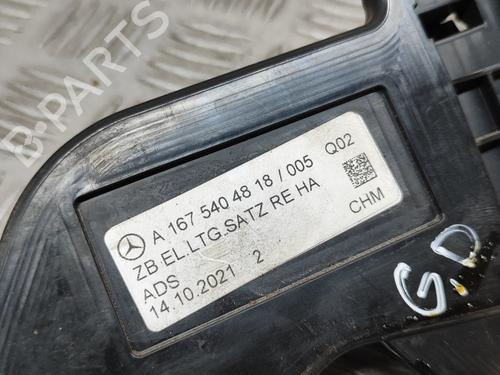 B-PARTS
A 167 540 48 18 / 005 Q02
ZB EL.LTG.SATZ RE HA
ADS CHM
14.10.2021 2
G.D